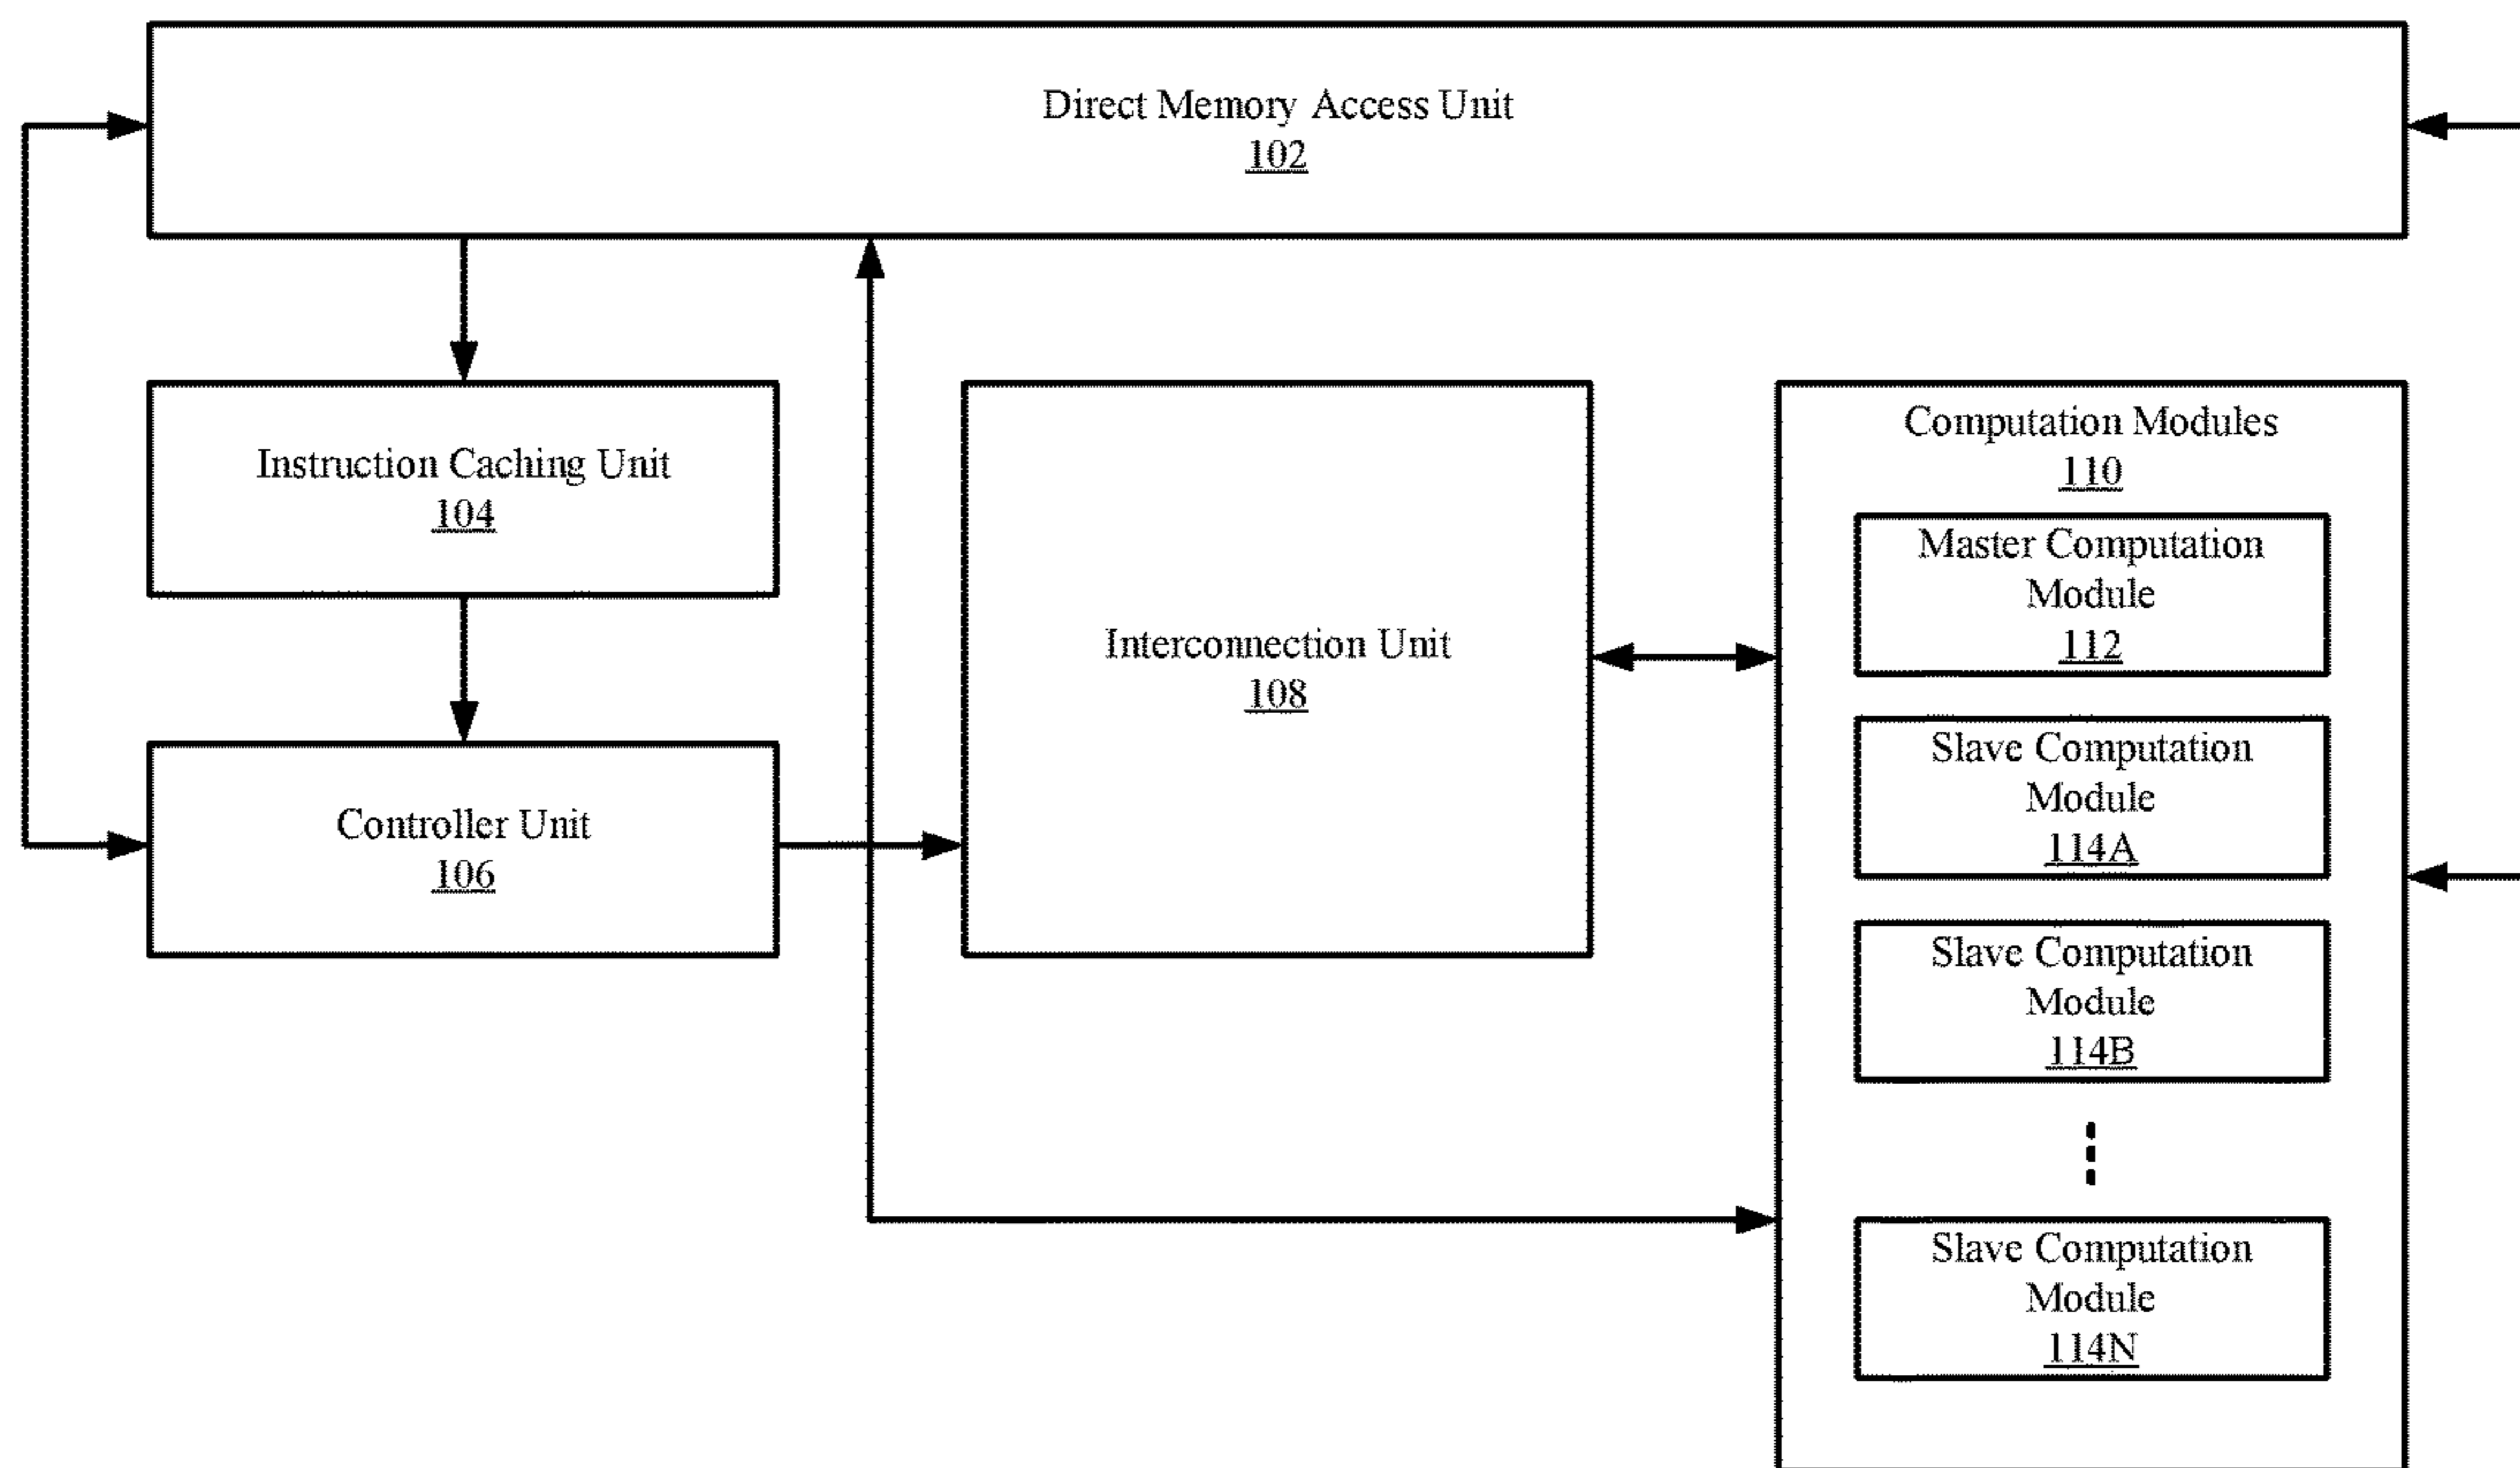 Direct Memory Access Unit
102
Instruction Caching Unit
104
Controller Unit
106
Interconnection Unit
108
Computation Modules
110
Master Computation
Module
112
Slave Computation
Module
114A
Slave Computation
Module
114B
Slave Computation
Module
114N